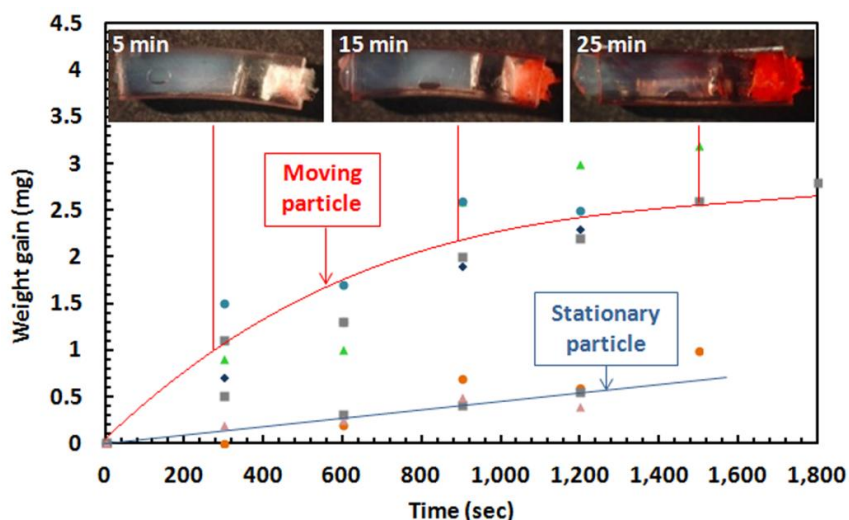 4.5
4
3.5
3
2.5
2
1.5
1
0.5
0
Weight gain (mg)
5 min
15 min
25 min
Moving
particle
Stationary
particle
0
200
400
600
800
1,000
1,200
1,400
1,600
1,800
Time (sec)